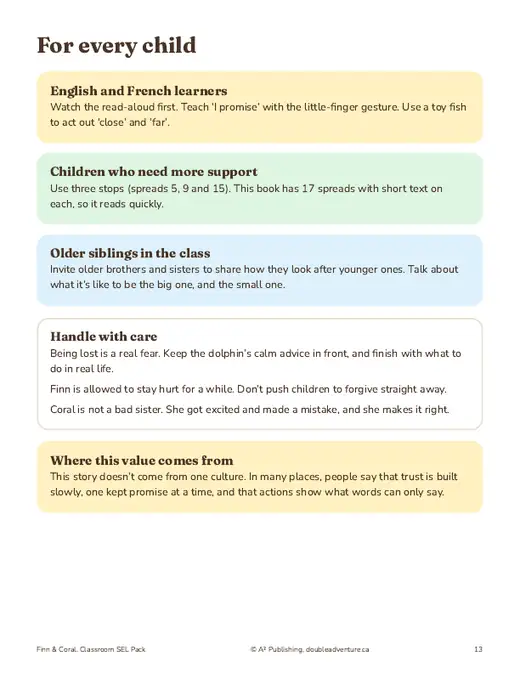 For every child
English and French learners
Watch the read-aloud first. Teach 'I promise' with the little-finger gesture. Use a toy fish
to act out 'close' and 'far'.
Children who need more support
Use three stops (spreads 5, 9 and 15). This book has 17 spreads with short text on
each, so it reads quickly.
Older siblings in the class
Invite older brothers and sisters to share how they look after younger ones. Talk about
what it's like to be the big one, and the small one.
Handle with care
Being lost is a real fear. Keep the dolphin's calm advice in front, and finish with what to
do in real life.
Finn is allowed to stay hurt for a while. Don't push children to forgive straight away.
Coral is not a bad sister. She got excited and made a mistake, and she makes it right.
Where this value comes from
This story doesn't come from one culture. In many places, people say that trust is built
slowly, one kept promise at a time, and that actions show what words can only say.
Finn & Coral. Classroom SEL Pack
© A² Publishing, doubleadventure.ca
13